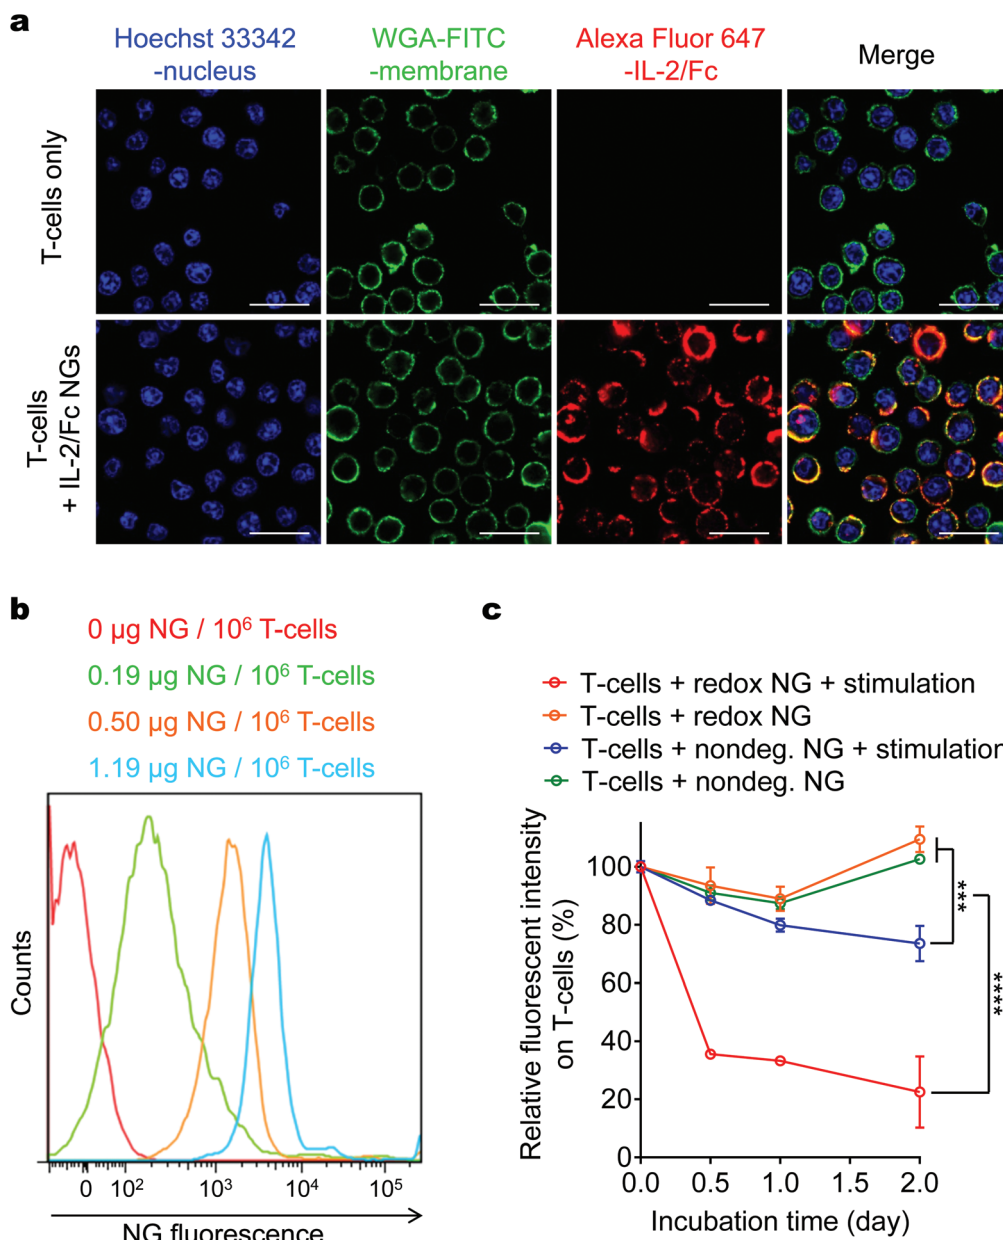 a
Hoechst 33342
-nucleus
WGA-FITC
-membrane
Alexa Fluor 647
-IL-2/Fc
Merge
T-cells only
T-cells
+ IL-2/Fc NGs
b
0 µg NG / 10⁶ T-cells
0.19 µg NG / 10⁶ T-cells
0.50 µg NG / 10⁶ T-cells
1.19 µg NG / 10⁶ T-cells
Counts
0 10² 10³ 10⁴ 10⁵
NG fluorescence
c
T-cells + redox NG + stimulation
T-cells + redox NG
T-cells + nondeg. NG + stimulation
T-cells + nondeg. NG
Relative fluorescent intensity
on T-cells (%)
100
80
60
40
20
0
***
****
0.0 0.5 1.0 1.5 2.0
Incubation time (day)